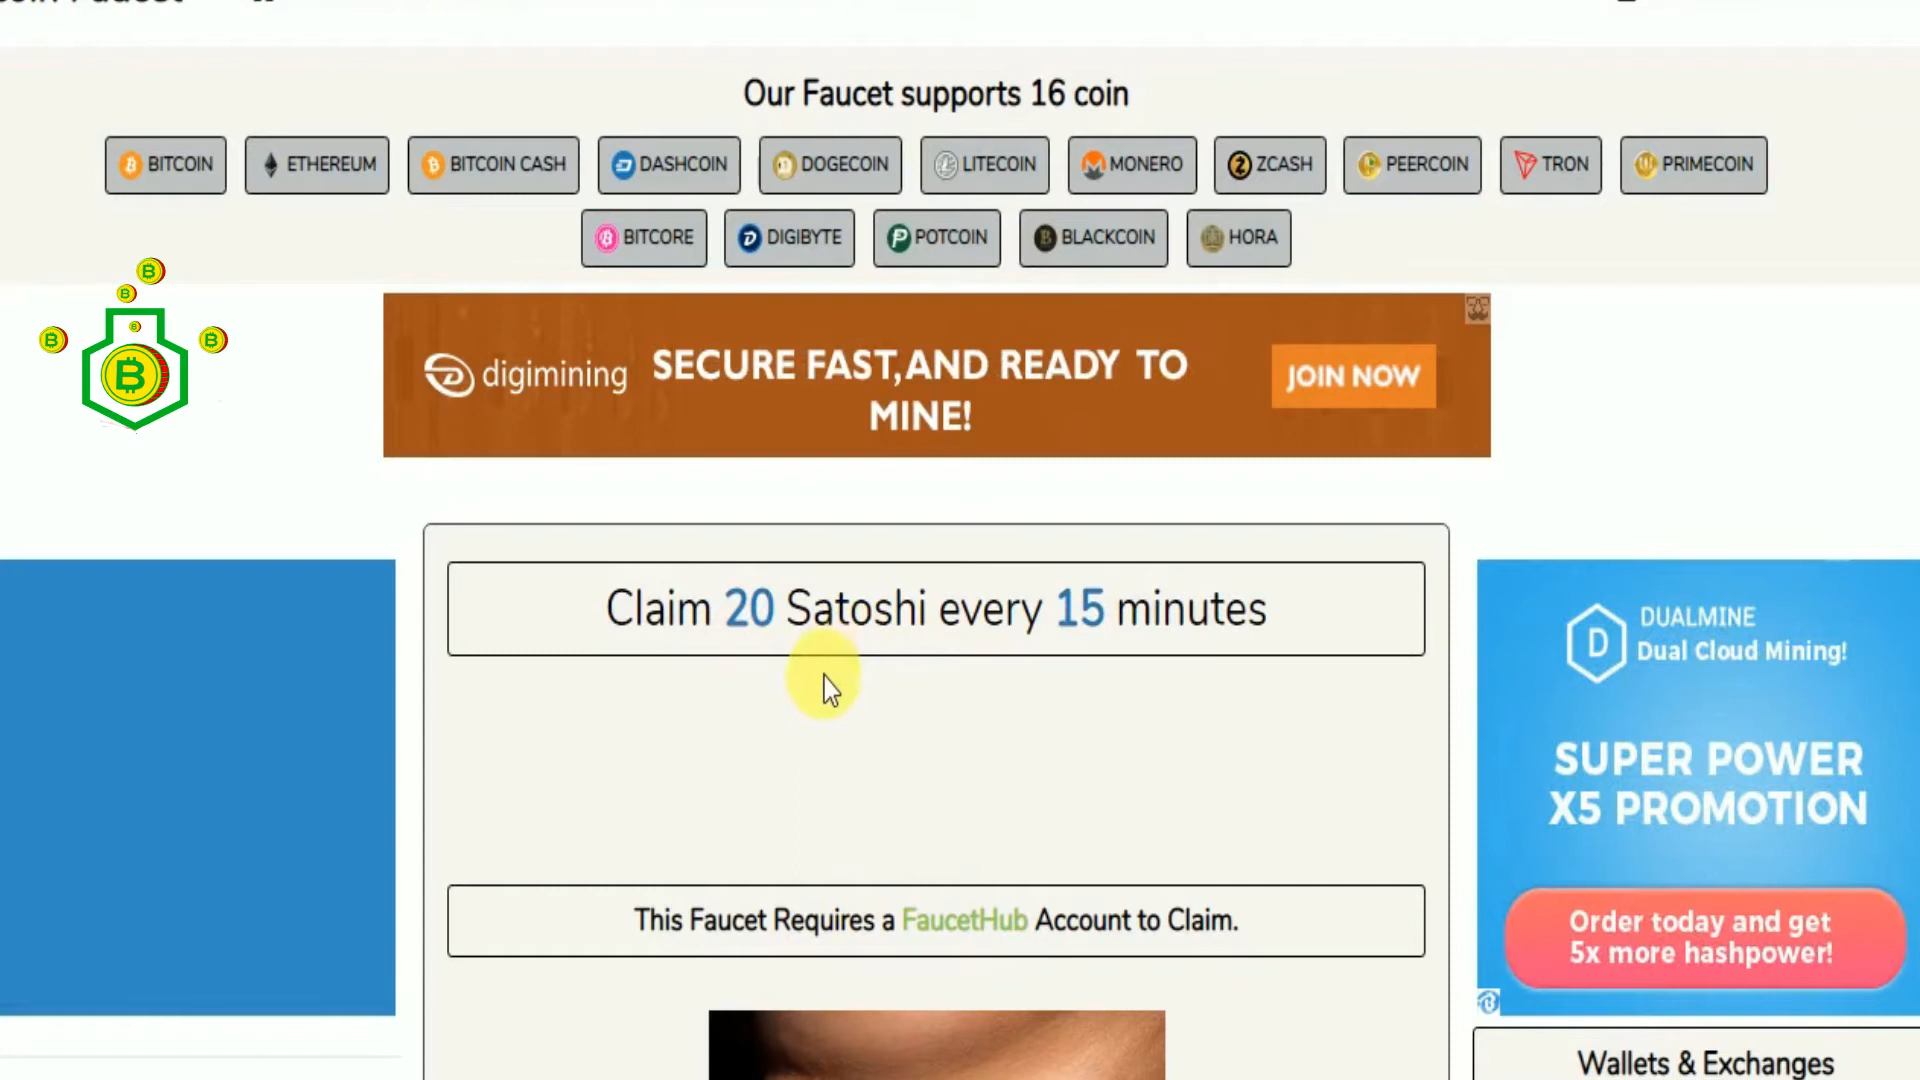 Our Faucet supports 16 coin
BITCOIN ETHEREUM BITCOIN CASH DASHCOIN DOGECOIN LITECOIN MONERO ZCASH PEERCOIN TRON PRIMECOIN
BITCORE DIGIBYTE POTCOIN BLACKCOIN HORA
digimining
SECURE FAST,AND READY TO
MINE!
JOIN NOW
Claim 20 Satoshi every 15 minutes
This Faucet Requires a FaucetHub Account to Claim.
DUALMINE
Dual Cloud Mining!
SUPER POWER
X5 PROMOTION
Order today and get
5x more hashpower!
Wallets & Exchanges